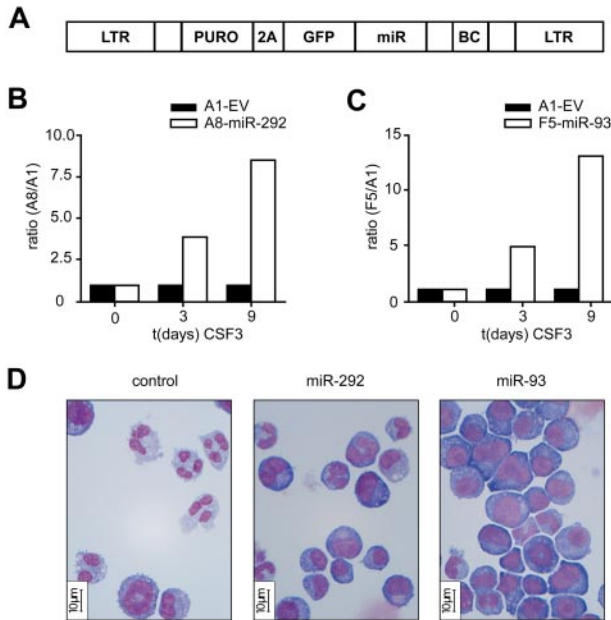 A
LTR PURO 2A GFP miR BC LTR
B
A1-EV
A8-miR-292
ratio (A8/A1)
10.0
7.5
5.0
2.5
0
0 3 9
t(days) CSF3
C
A1-EV
F5-miR-93
ratio (F5/A1)
15
10
5
0
0 3 9
t(days) CSF3
D
control miR-292 miR-93
10µm 10µm 10µm